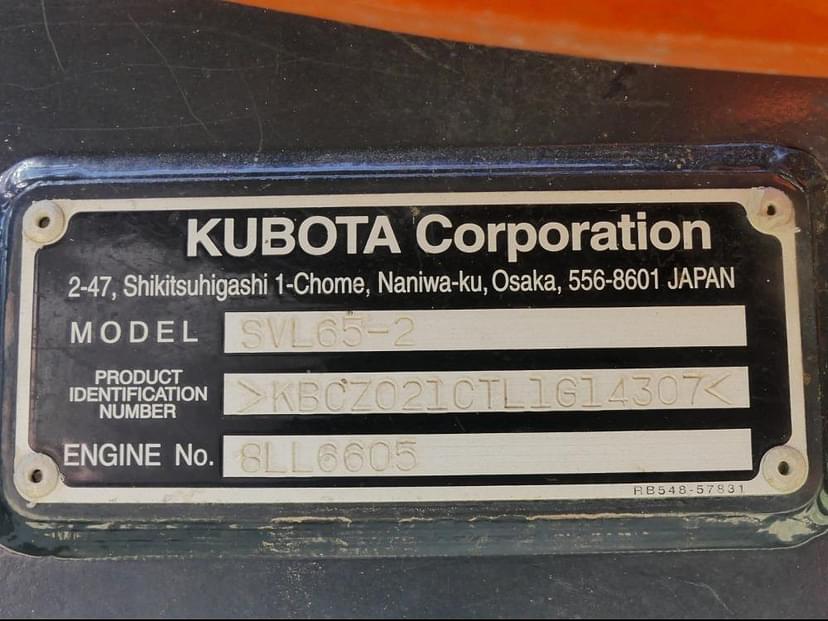 KUBOTA Corporation
2-47, Shikitsuhigashi 1-Chome, Naniwa-ku, Osaka, 556-8601 JAPAN
MODEL SVL65-2
PRODUCT
IDENTIFICATION
NUMBER >KBCZ021CTL1G14307<
ENGINE No. 8LL6605
RB548-57831